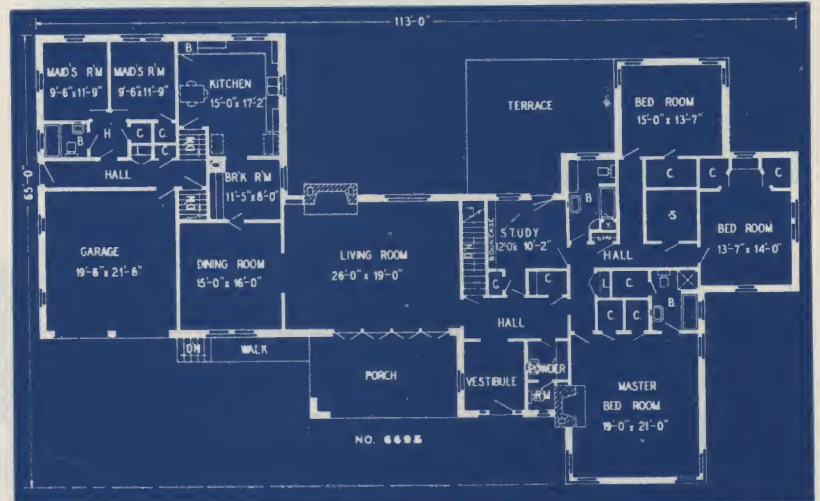 113'-0"
65'-0"
B
MAID'S R'M
9'-6"x11'-9"
MAID'S R'M
9'-6"x11'-9"
KITCHEN
15'-0"x 17'-2"
TERRACE
BED ROOM
15'-0"x 13'-7"
B
H
C
C
C
DN
HALL
DN
BR'K R'M
11'-5"x 8'-0"
GARAGE
19'-6"x 21'-6"
DINING ROOM
15'-0"x 16'-0"
LIVING ROOM
26'-0"x 19'-0"
DN
BOOKCASE
STUDY
12'-0"x 10'-2"
C
C
B
LIN
C
S
C
C
BED ROOM
13'-7"x 14'-0"
HALL
L
C
B
C
C
HALL
DN
WALK
PORCH
VESTIBULE
POWDER
R'M
MASTER
BED ROOM
19'-0"x 21'-0"
NO. 6695